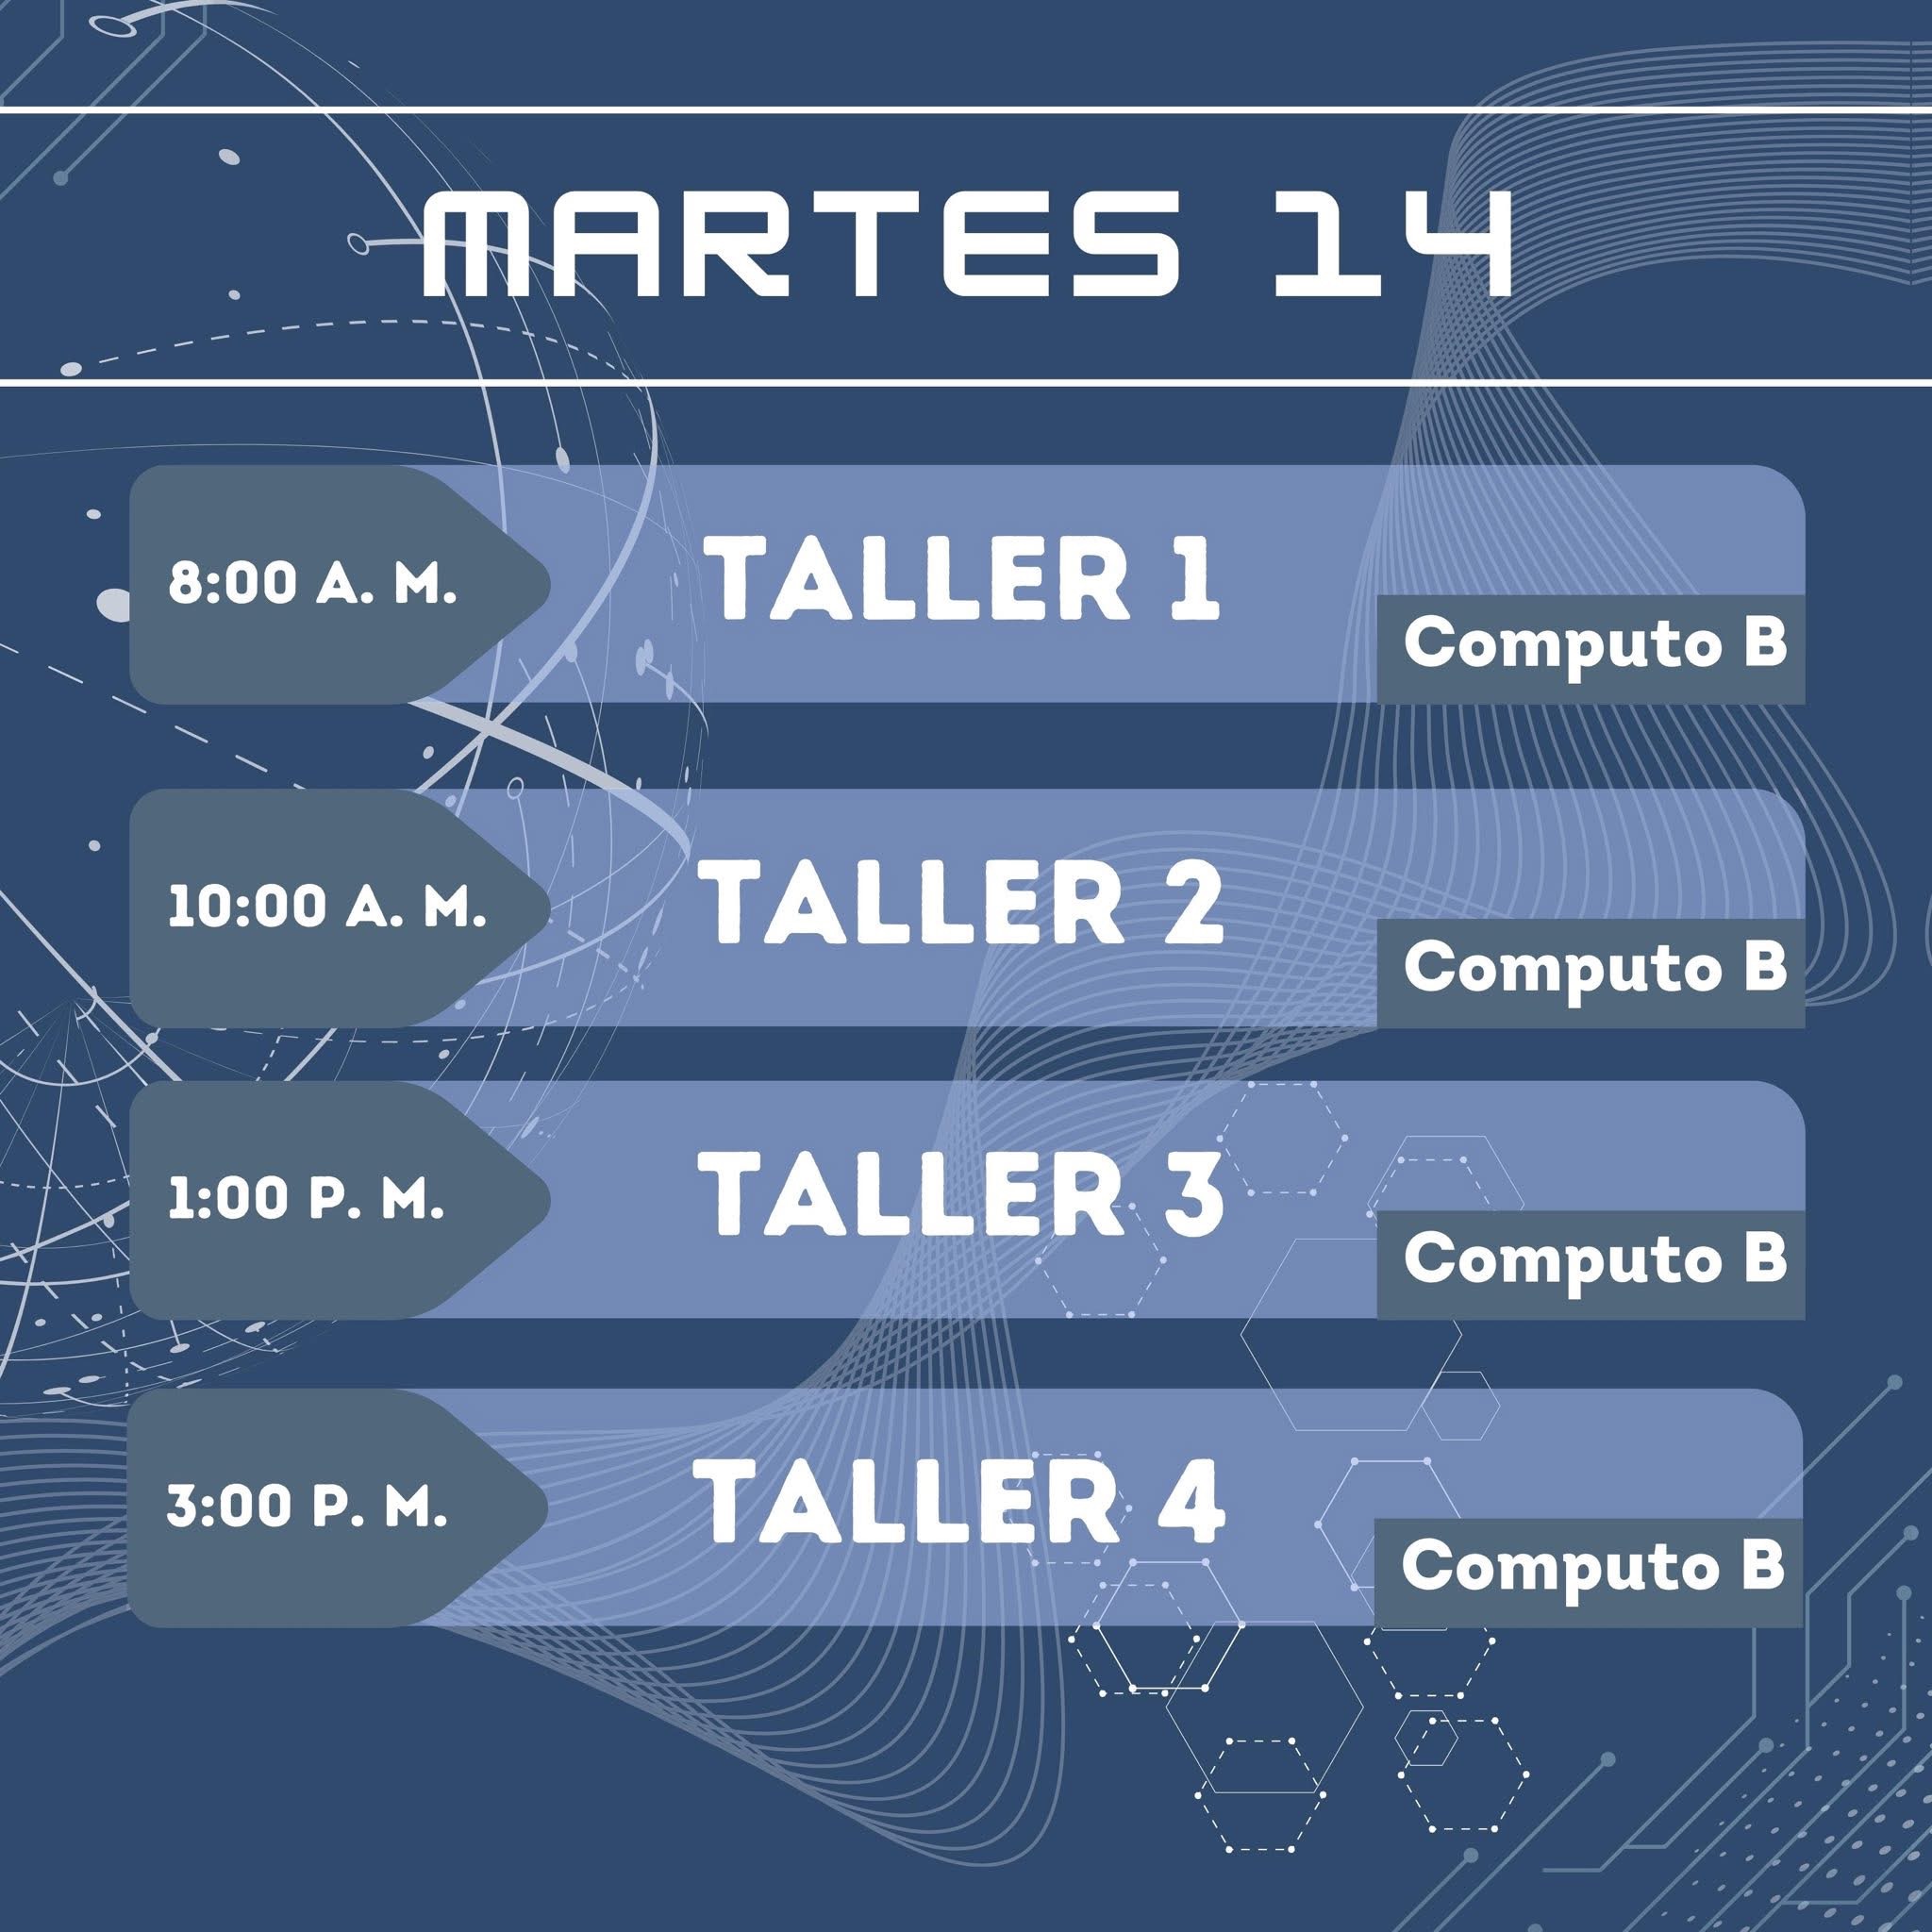 MARTES 14
8:00 A. M.
TALLER 1
Computo B
10:00 A. M.
TALLER 2
Computo B
1:00 P. M.
TALLER 3
Computo B
3:00 P. M.
TALLER 4
Computo B